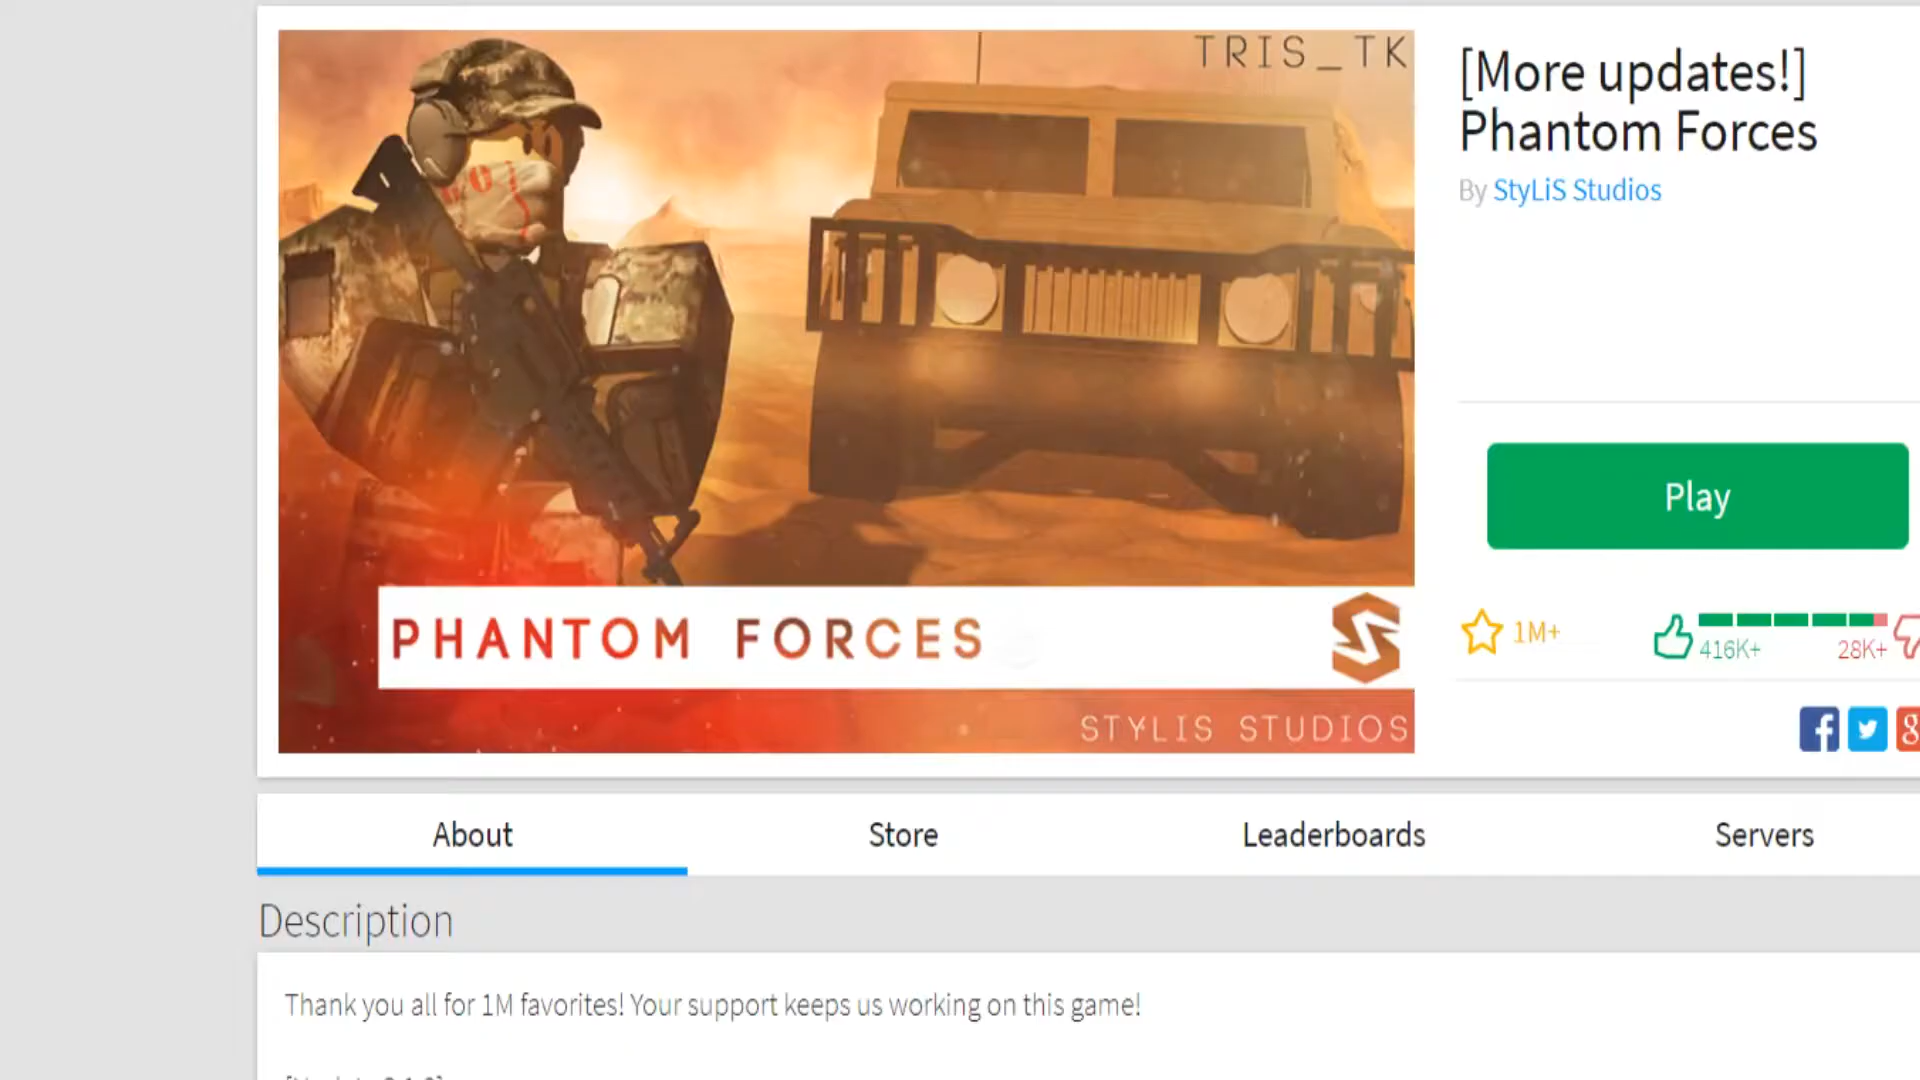 TRIS_TK
[More updates!]
Phantom Forces
By StyLiS Studios
Play
1M+
416K+
28K+
PHANTOM FORCES
STYLIS STUDIOS
About
Store
Leaderboards
Servers
Description
Thank you all for 1M favorites! Your support keeps us working on this game!